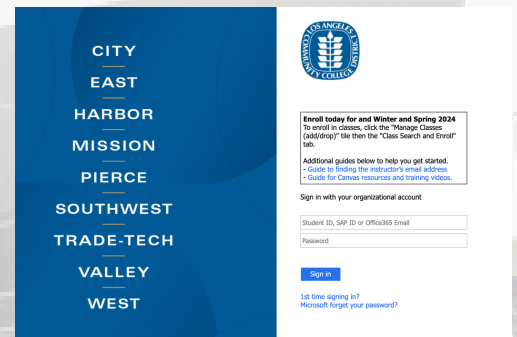 CITY
EAST
HARBOR
MISSION
PIERCE
SOUTHWEST
TRADE-TECH
VALLEY
WEST
LOS ANGELES
COMMUNITY COLLEGE DISTRICT
Enroll today for and Winter and Spring 2024
To enroll in classes, click the "Manage Classes
(add/drop)" tile then the "Class Search and Enroll"
tab.
Additional guides below to help you get started.
- Guide to finding the instructor's email address
- Guide for Canvas resources and training videos.
Sign in with your organizational account
Student ID, SAP ID or Office365 Email
Password
Sign in
1st time signing in?
Microsoft forget your password?